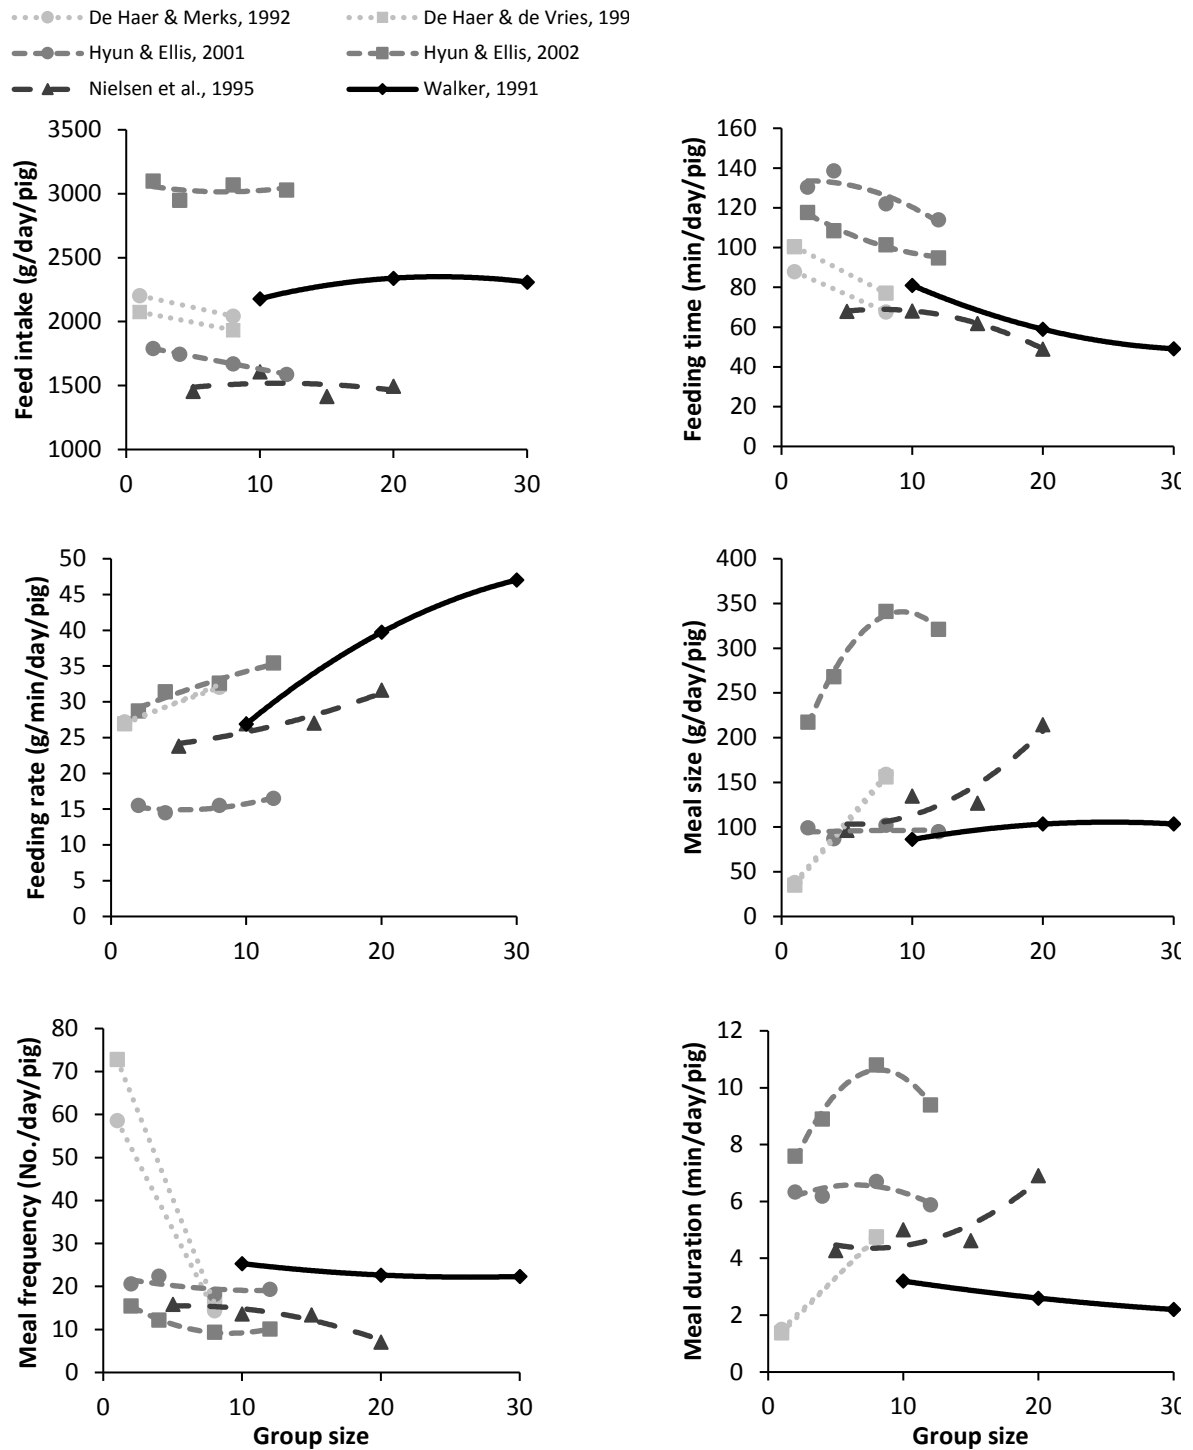 De Haer & Merks, 1992
De Haer & de Vries, 199
Hyun & Ellis, 2001
Hyun & Ellis, 2002
Nielsen et al., 1995
Walker, 1991
Feed intake (g/day/pig)
3500
3000
2500
2000
1500
1000
0 10 20 30
Feeding time (min/day/pig)
160
140
120
100
80
60
40
20
0
0 10 20 30
Feeding rate (g/min/day/pig)
50
45
40
35
30
25
20
15
10
5
0
0 10 20 30
Meal size (g/day/pig)
400
350
300
250
200
150
100
50
0
0 10 20 30
Meal frequency (No./day/pig)
80
70
60
50
40
30
20
10
0
0 10 20 30
Group size
Meal duration (min/day/pig)
12
10
8
6
4
2
0
0 10 20 30
Group size